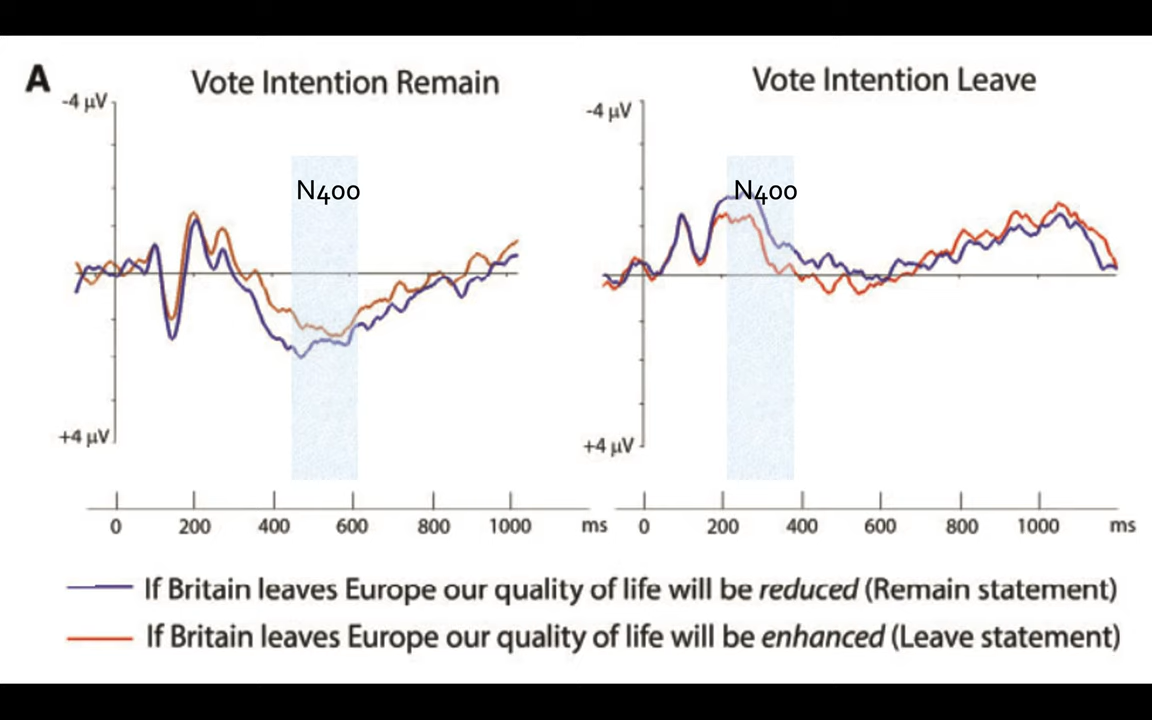 A
Vote Intention Remain
Vote Intention Leave
-4 µV
-4 µV
N400
N400
+4 µV
+4 µV
0 200 400 600 800 1000 ms
0 200 400 600 800 1000 ms
If Britain leaves Europe our quality of life will be reduced (Remain statement)
If Britain leaves Europe our quality of life will be enhanced (Leave statement)